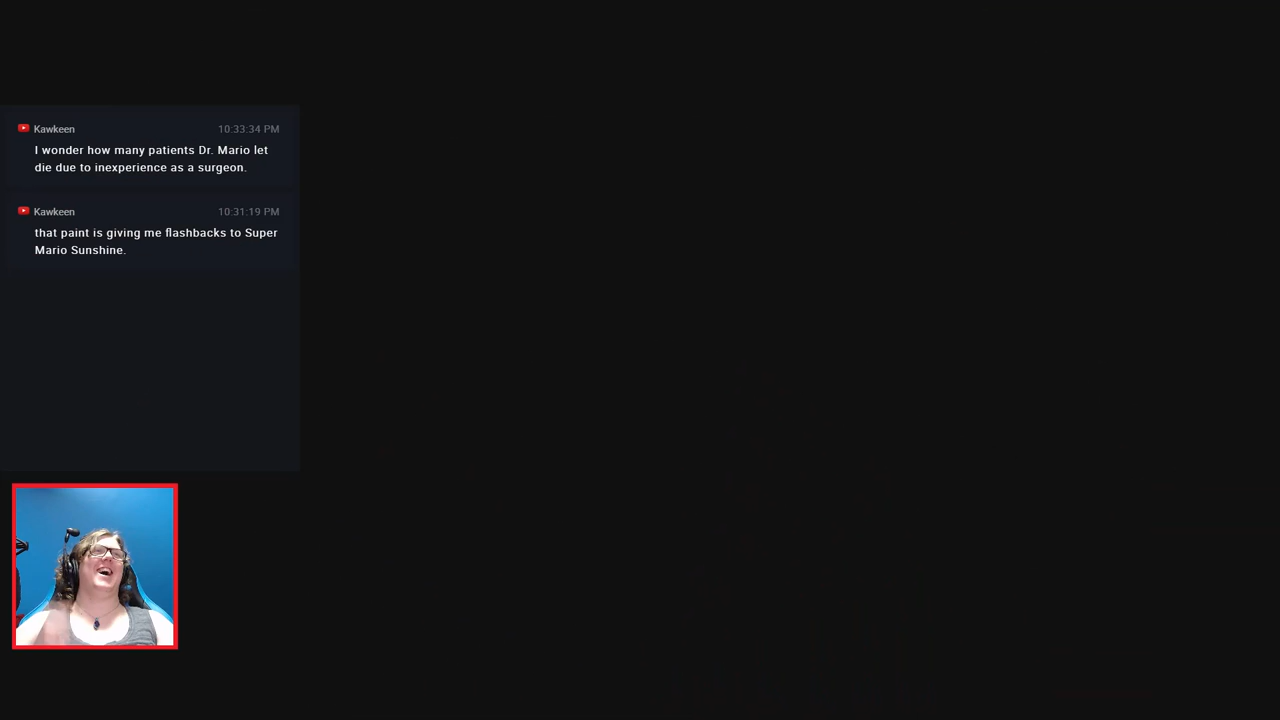 Kawkeen 10:33:34 PM
I wonder how many patients Dr. Mario let
die due to inexperience as a surgeon.
Kawkeen 10:31:19 PM
that paint is giving me flashbacks to Super
Mario Sunshine.